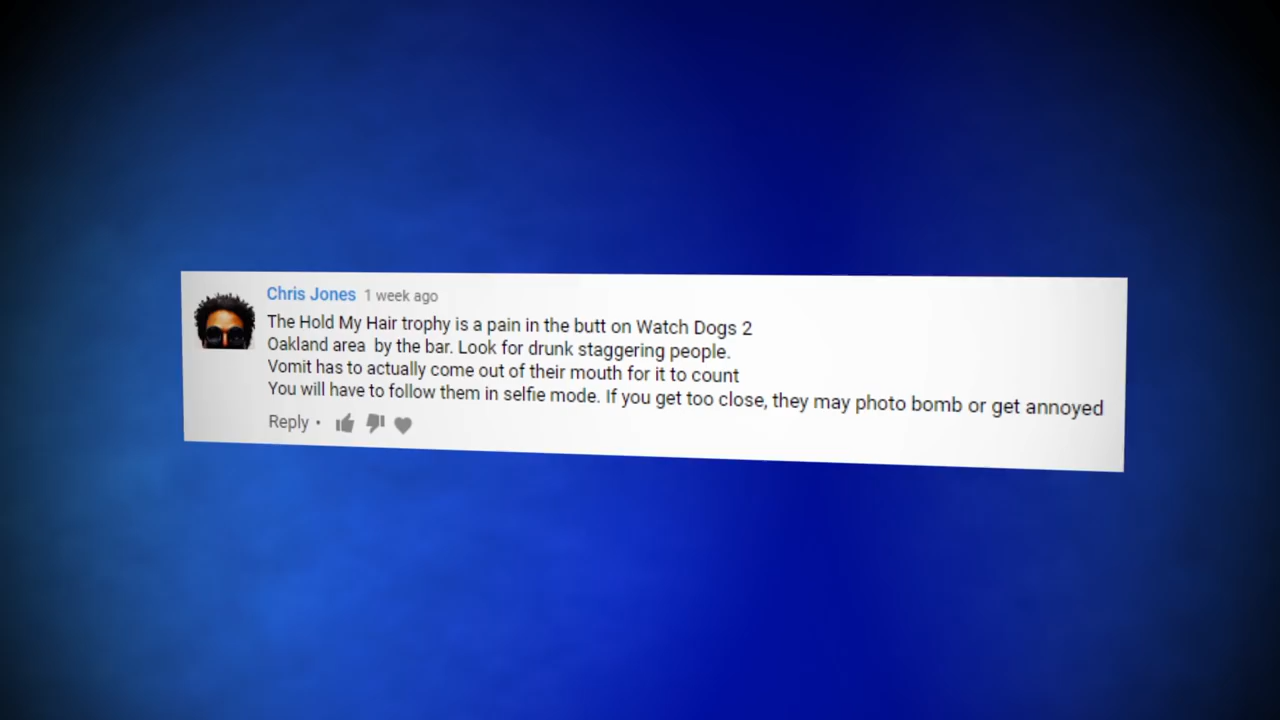 Chris Jones 1 week ago
The Hold My Hair trophy is a pain in the butt on Watch Dogs 2
Oakland area  by the bar. Look for drunk staggering people.
Vomit has to actually come out of their mouth for it to count
You will have to follow them in selfie mode. If you get too close, they may photo bomb or get annoyed
Reply •